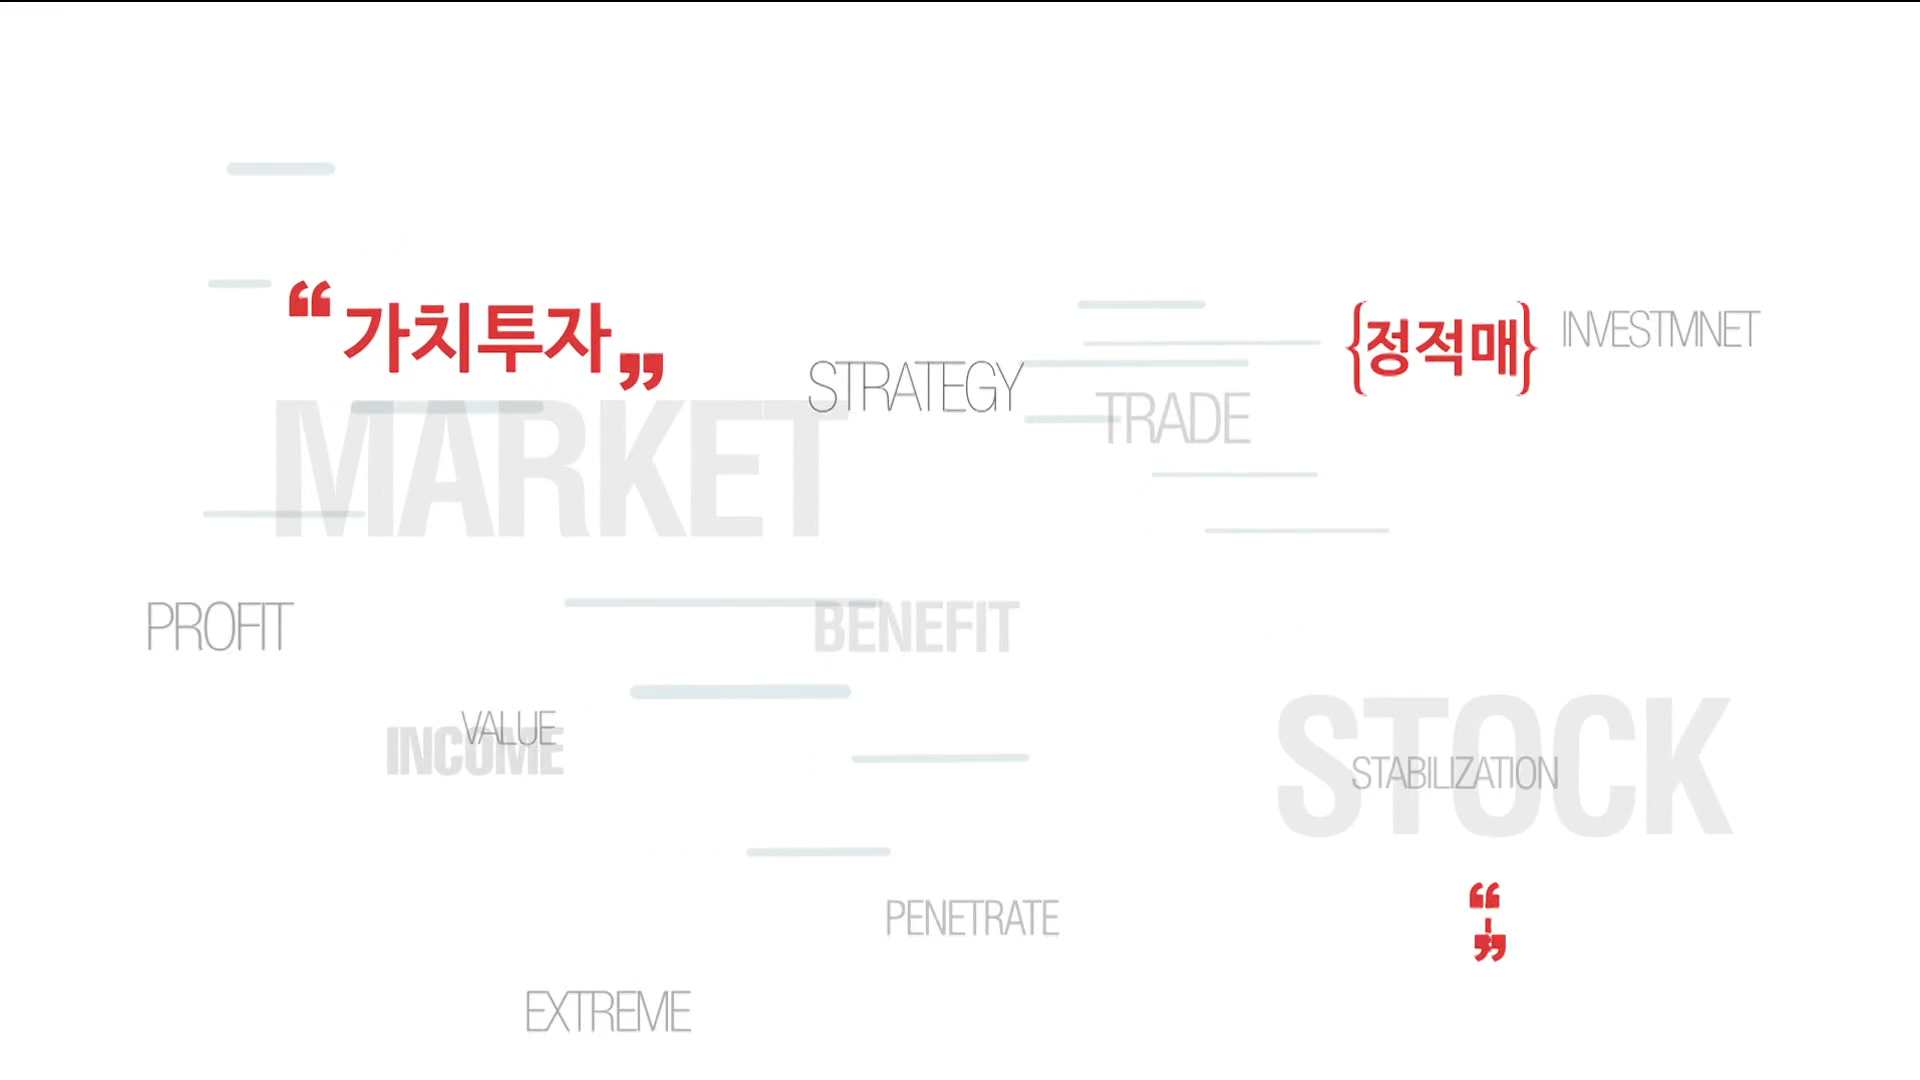 “가치투자”
{정적매}
INVESTMNET
STRATEGY
TRADE
MARKET
PROFIT
BENEFIT
VALUE
INCOME
STOCK
STABILIZATION
PENETRATE
EXTREME